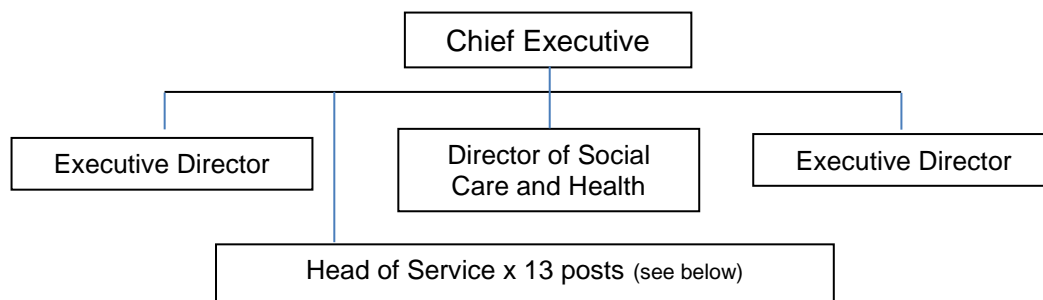 Chief Executive
Executive Director
Director of Social
Care and Health
Executive Director
Head of Service x 13 posts (see below)